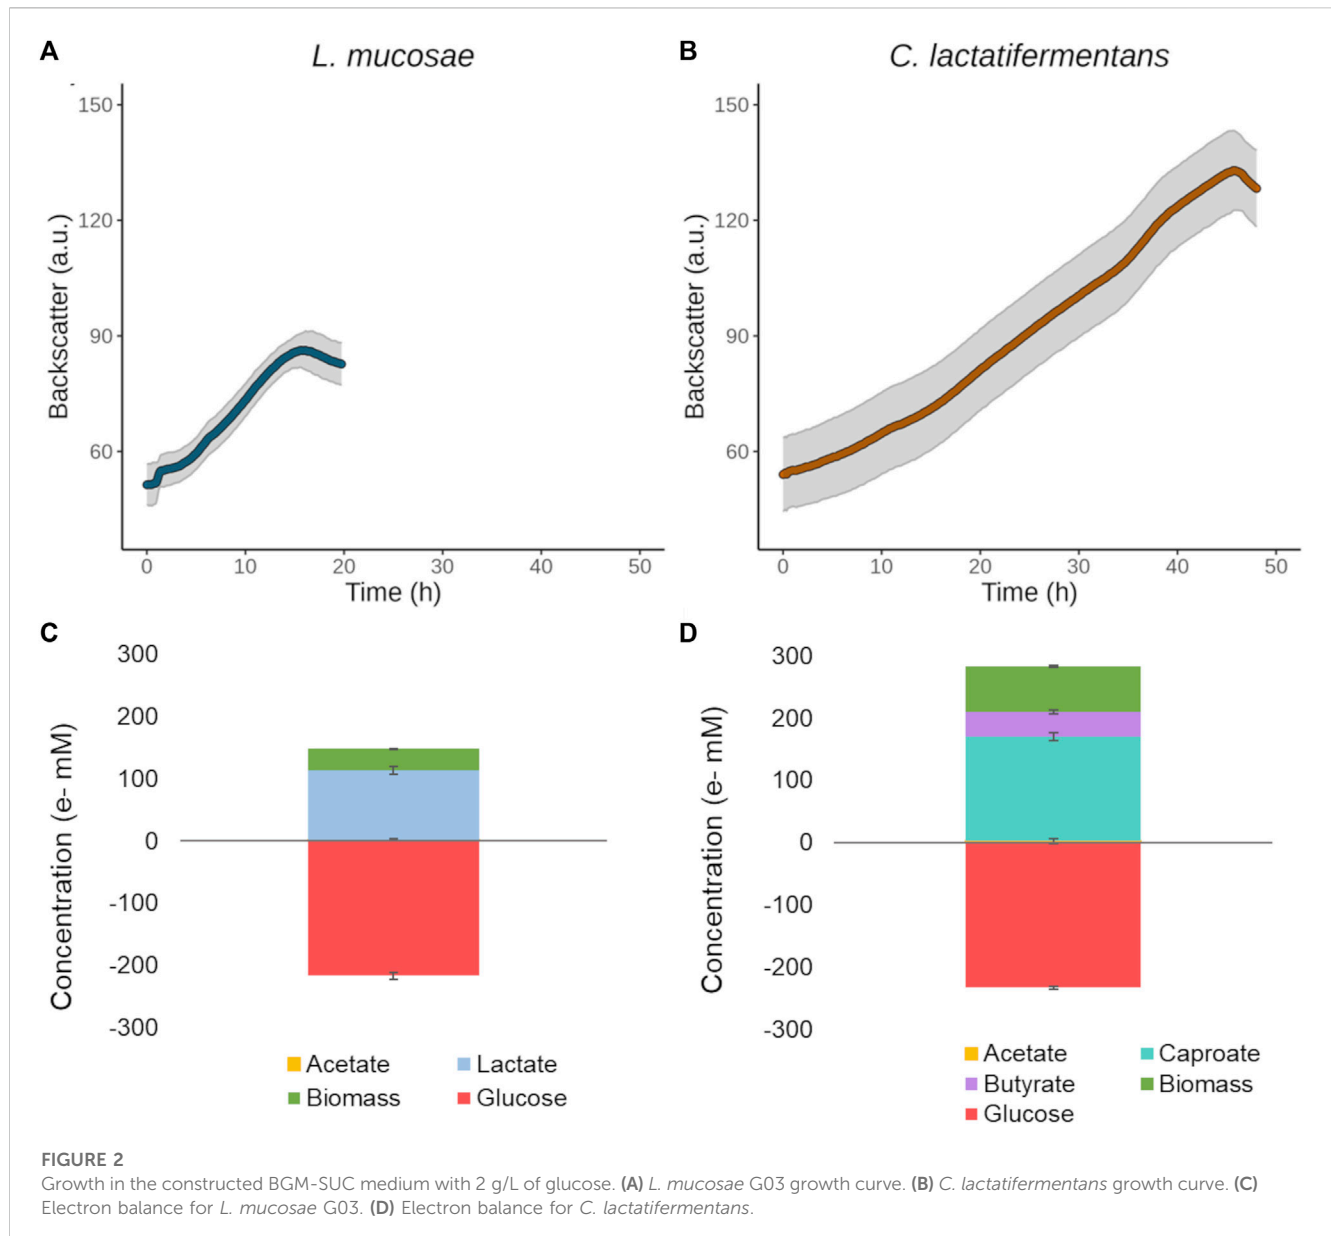 A
L. mucosae
B
C. lactatifermentans
150
120
90
60
Backscatter (a.u.)
0 10 20 30 40 50
Time (h)
150
120
90
60
Backscatter (a.u.)
0 10 20 30 40 50
Time (h)
C
300
200
100
0
-100
-200
-300
Concentration (e- mM)
Acetate Lactate
Biomass Glucose
D
300
200
100
0
-100
-200
-300
Concentration (e- mM)
Acetate Caproate
Butyrate Biomass
Glucose
FIGURE 2
Growth in the constructed BGM-SUC medium with 2 g/L of glucose. (A) L. mucosae G03 growth curve. (B) C. lactatifermentans growth curve. (C)
Electron balance for L. mucosae G03. (D) Electron balance for C. lactatifermentans.